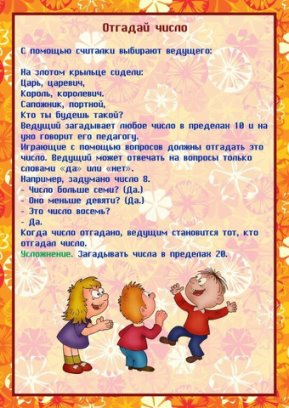 Отгадай число
С помощью считалки выбирают ведущего:
На злотом крыльце сидели:
Царь, царевич,
Король, королевич.
Сапожник, портной,
Кто ты будешь такой?
Ведущий загадывает любое число в пределах 10 и на
ухо говорит его педагогу.
Играющие с помощью вопросов должны отгадать это
число. Ведущий может отвечать на вопросы только
словами «да» или «нет».
Например, задумано число 8.
- Число больше семи? (Да.)
- Оно меньше девяти? (Да.)
- Это число восемь?
- Да.
Когда число отгадано, ведущим становится тот, кто
отгадал число.
Усложнение. Загадывать числа в пределах 20.